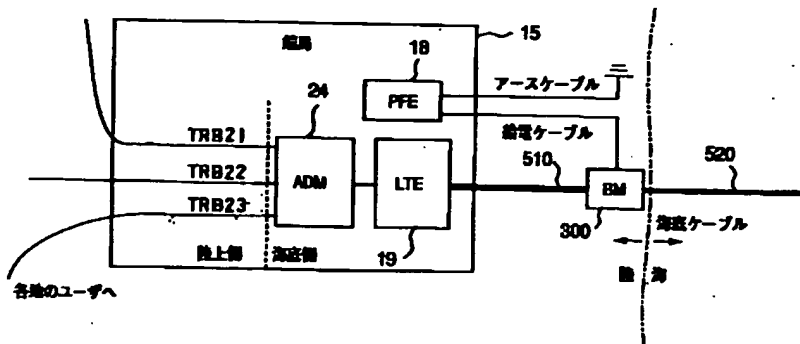 15
18
アースケーブル
24
PFE
給電ケーブル
TRB21
510
520
TRB22
ADM
LTE
BM
TRB23
300
海底ケーブル
陸上側
海底側
19
陸
海
各地のユーザへ